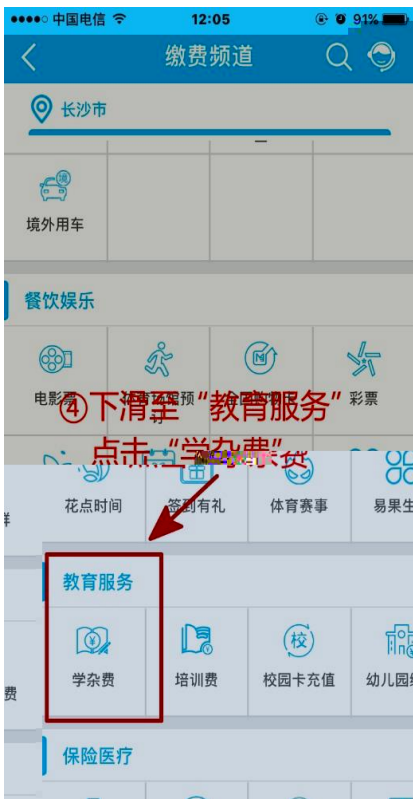 中国电信 12:05 91%
缴费频道
长沙市
境外用车
餐饮娱乐
电影票
彩票
④下滑至“教育服务”
点击“学杂费”
花点时间 签到有礼 体育赛事 易果生
教育服务
学杂费 培训费 校园卡充值 幼儿园
费
保险医疗